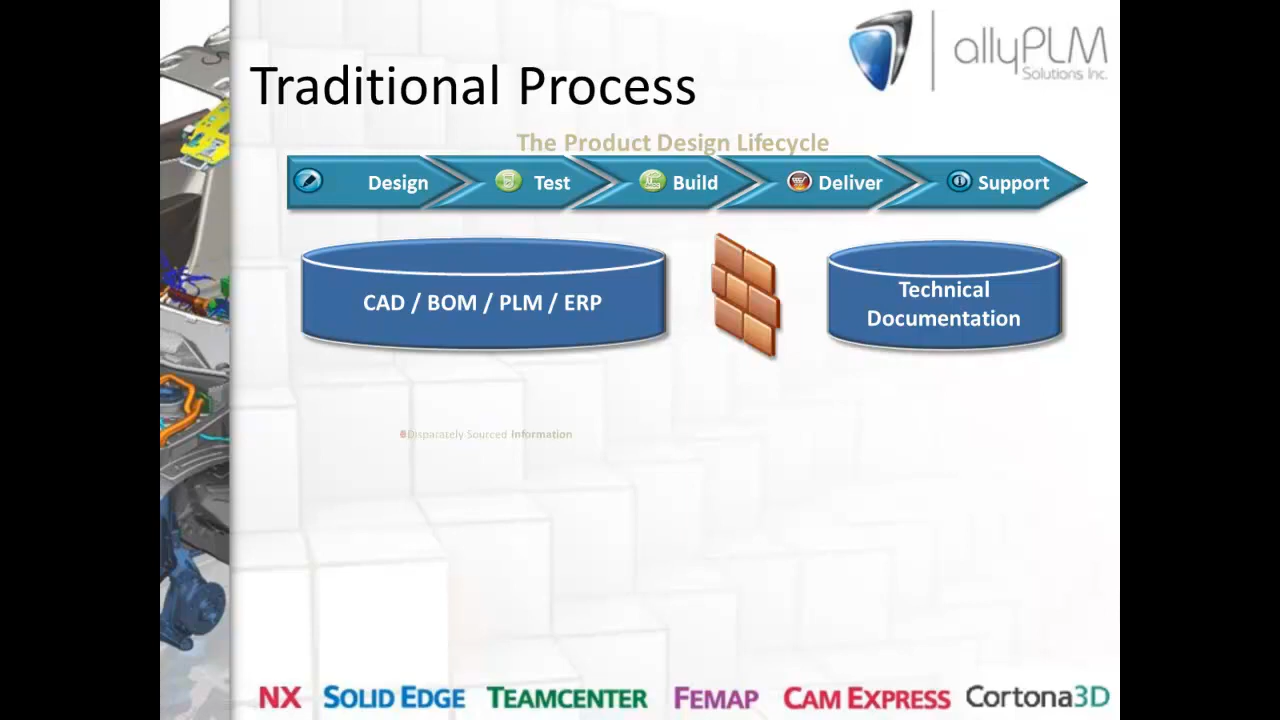 allyPLM
Solutions Inc.
Traditional Process
The Product Design Lifecycle
Design Test Build Deliver Support
CAD / BOM / PLM / ERP
Technical
Documentation
Disparately Sourced Information
NX SOLID EDGE TEAMCENTER FEMAP CAM EXPRESS Cortona3D